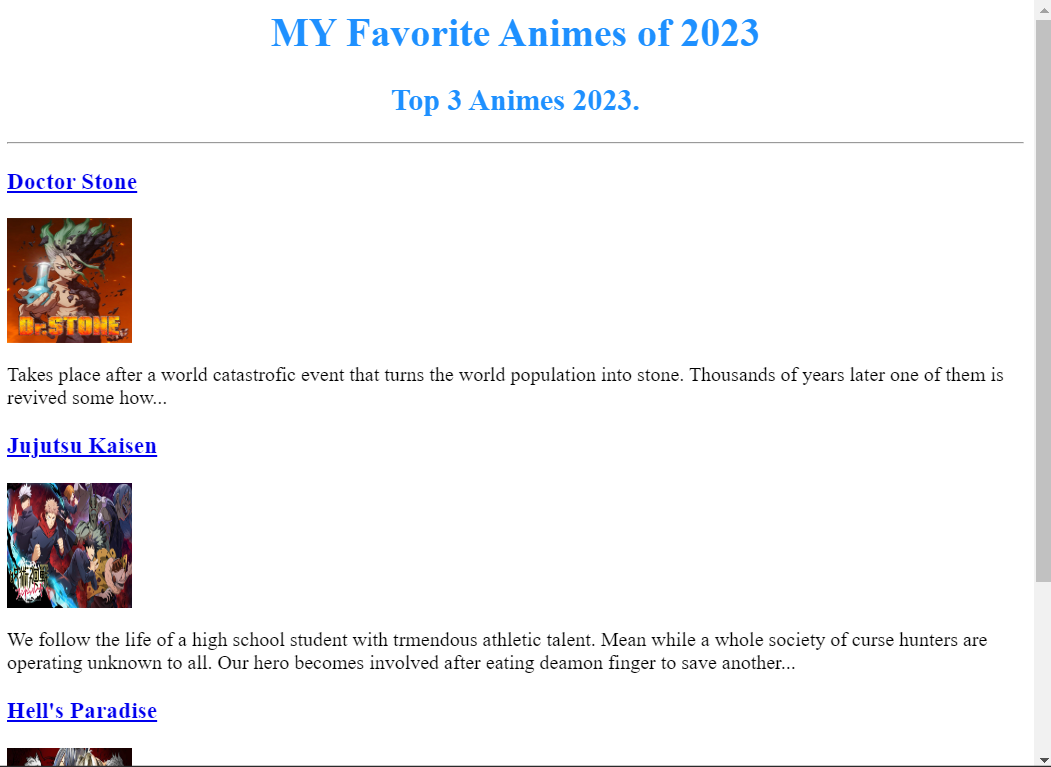 MY Favorite Animes of 2023
Top 3 Animes 2023.
Doctor Stone
Dr.STONE
Takes place after a world catastrofic event that turns the world population into stone. Thousands of years later one of them is
revived some how...
Jujutsu Kaisen
呪術廻戦
We follow the life of a high school student with trmendous athletic talent. Mean while a whole society of curse hunters are
operating unknown to all. Our hero becomes involved after eating deamon finger to save another...
Hell's Paradise